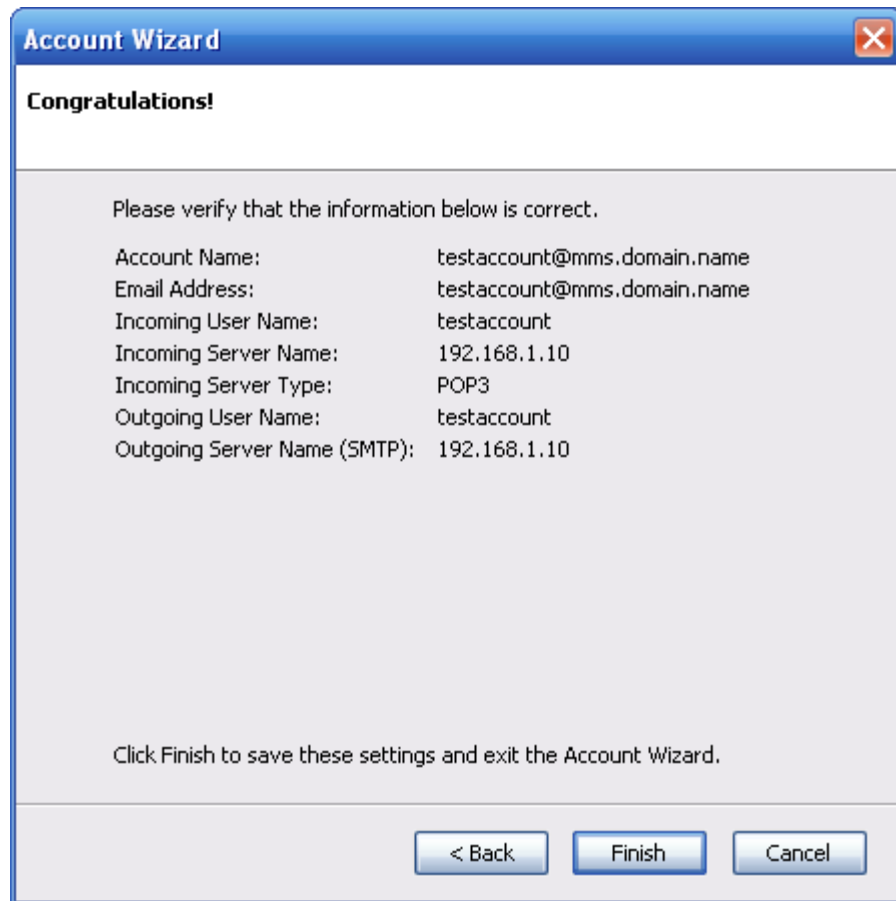 Account Wizard
Congratulations!
Please verify that the information below is correct.
Account Name: testaccount@mms.domain.name
Email Address: testaccount@mms.domain.name
Incoming User Name: testaccount
Incoming Server Name: 192.168.1.10
Incoming Server Type: POP3
Outgoing User Name: testaccount
Outgoing Server Name (SMTP): 192.168.1.10
Click Finish to save these settings and exit the Account Wizard.
< Back Finish Cancel